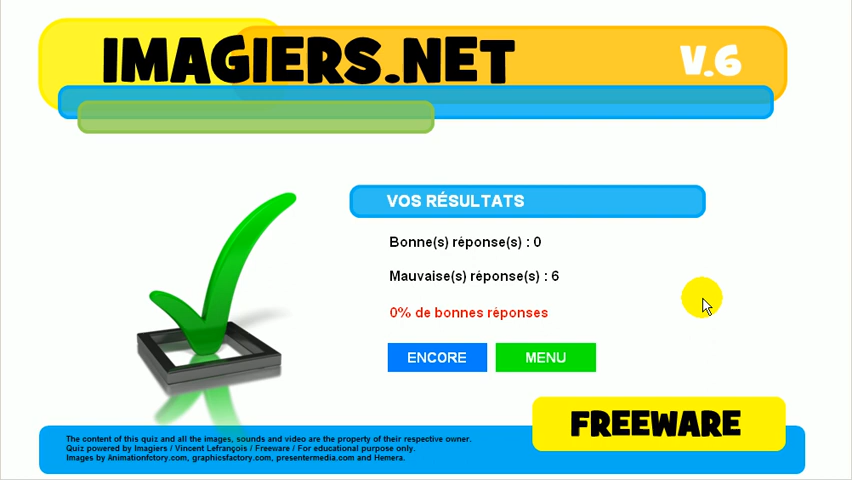 IMAGIERS.NET
V.6
VOS RÉSULTATS
Bonne(s) réponse(s) : 0
Mauvaise(s) réponse(s) : 6
0% de bonnes réponses
ENCORE
MENU
FREEWARE
The content of this quiz and all the images, sounds and video are the property of their respective owner.
Quiz powered by Imagiers / Vincent Lefrançois / Freeware / For educational purpose only.
Images by Animationfctory.com, graphicsfactory.com, presentermedia.com and Hemera.